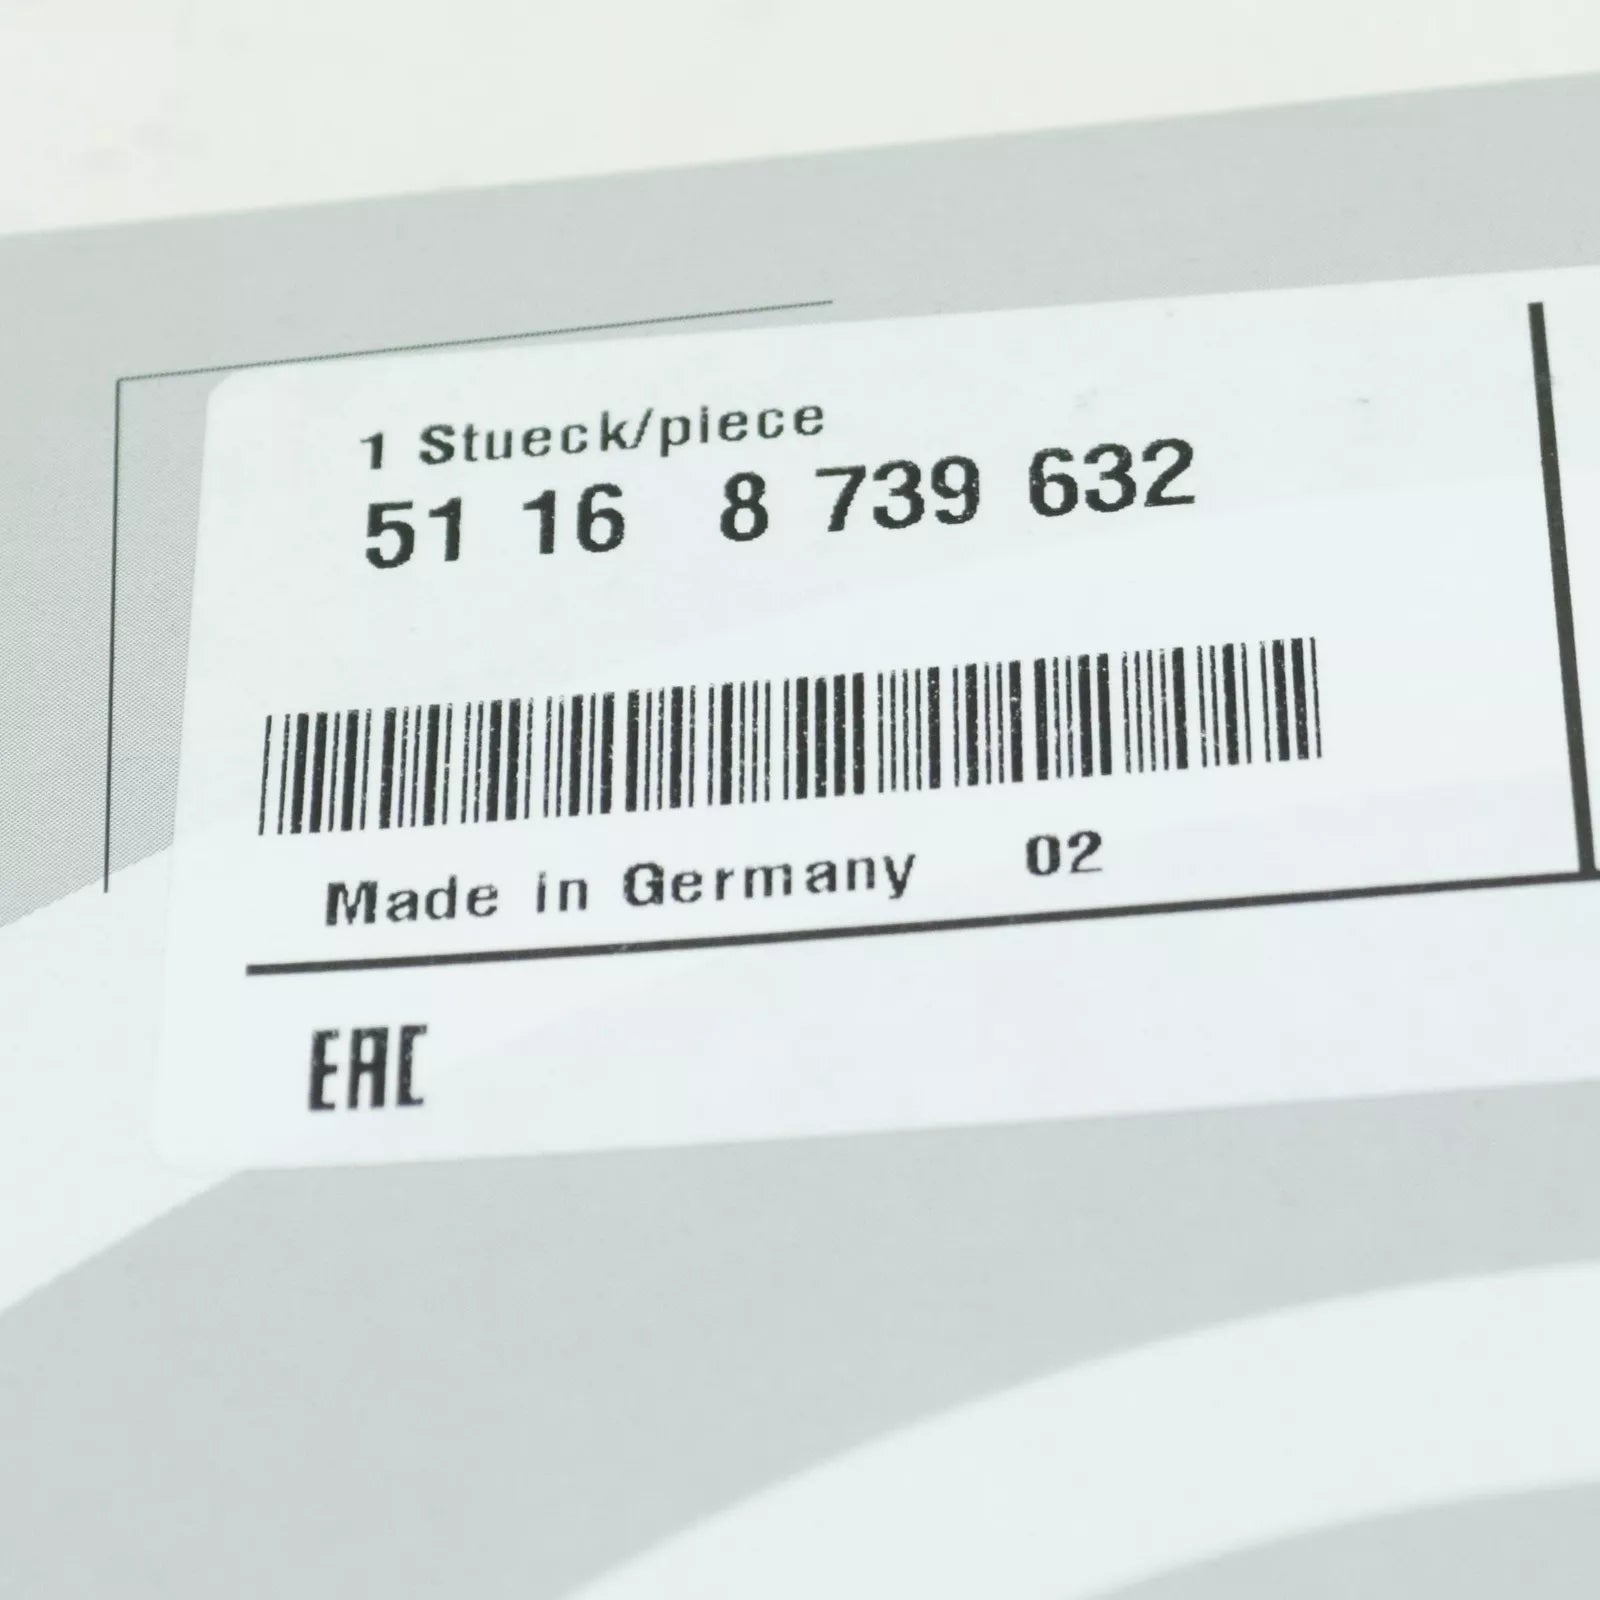 1 Stueck/piece
51 16 8 739 632
Made in Germany 02
EAC